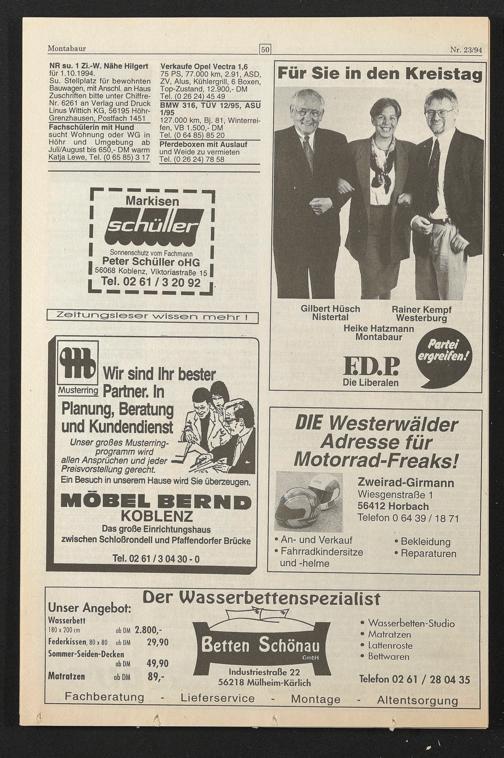 Montabaur
50
Nr. 23/94
NR su. 1 Zi.-W. Nähe Hilgert
für 1.10.1994.
Su. Stellplatz für bewohnten
Bauwagen, mit Anschl. an Haus
Zuschriften bitte unter Chiffre-
Nr. 6261 an Verlag und Druck
Linus Wittich KG, 56195 Höhr-
Grenzhausen, Postfach 1451
Fachschülerin mit Hund
sucht Wohnung oder WG in
Höhr und Umgebung ab
Juli/August bis 650,- DM warm
Katja Lewe, Tel. (0 65 85) 3 17
Verkaufe Opel Vectra 1,6
75 PS, 77.000 km, 2.91, ASD,
ZV, Alus, Kühlergrill, 6 Boxen,
Top-Zustand, 12.900,- DM
Tel. (0 26 24) 45 49
BMW 316, TÜV 12/95, ASU
1/95
127.000 km, Bj. 81, Winterrei-
fen, VB 1.500,- DM
Tel. (0 64 85) 85 20
Pferdeboxen mit Auslauf
und Weide zu vermieten
Tel. (0 26 24) 78 58
Markisen
schüller
Sonnenschutz vom Fachmann
Peter Schüller oHG
56068 Koblenz, Viktoriastraße 15
Tel. 02 61 / 3 20 92
Zeitungsleser wissen mehr !
Musterring
Wir sind Ihr bester
Partner. In
Planung, Beratung
und Kundendienst
Unser großes Musterring-
programm wird
allen Ansprüchen und jeder
Preisvorstellung gerecht.
Ein Besuch in unserem Hause wird Sie überzeugen.
MÖBEL BERND
KOBLENZ
Das große Einrichtungshaus
zwischen Schloßrondell und Pfaffendorfer Brücke
Tel. 02 61 / 3 04 30 - 0
Für Sie in den Kreistag
Gilbert Hüsch
Nistertal
Rainer Kempf
Westerburg
Heike Hatzmann
Montabaur
F.D.P.
Die Liberalen
Partei
ergreifen!
DIE Westerwälder
Adresse für
Motorrad-Freaks!
Zweirad-Girmann
Wiesgenstraße 1
56412 Horbach
Telefon 0 64 39 / 18 71
• An- und Verkauf
• Fahrradkindersitze
und -helme
• Bekleidung
• Reparaturen
Der Wasserbettenspezialist
Unser Angebot:
Wasserbett
180 x 200 cm ab DM 2.800,-
Federkissen, 80 x 80 ab DM 29,90
Sommer-Seiden-Decken
ab DM 49,90
Matratzen ab DM 89,-
Betten Schönau
GmbH
Industriestraße 22
56218 Mülheim-Kärlich
• Wasserbetten-Studio
• Matratzen
• Lattenroste
• Bettwaren
Telefon 02 61 / 28 04 35
Fachberatung - Lieferservice - Montage - Altentsorgung